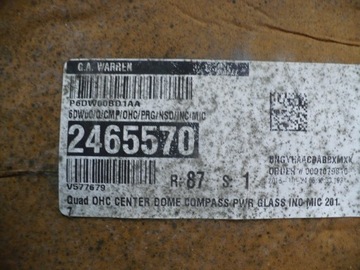 G.A. WARREN
P6DW60BD1AA
6DW60/Q/CMP/OHC/PRG/NSD/INC/MIC
2465570
V577679
R: 87 S: 1
Quad OHC CENTER DOME COMPASS PWR GLASS INC MIC 201.